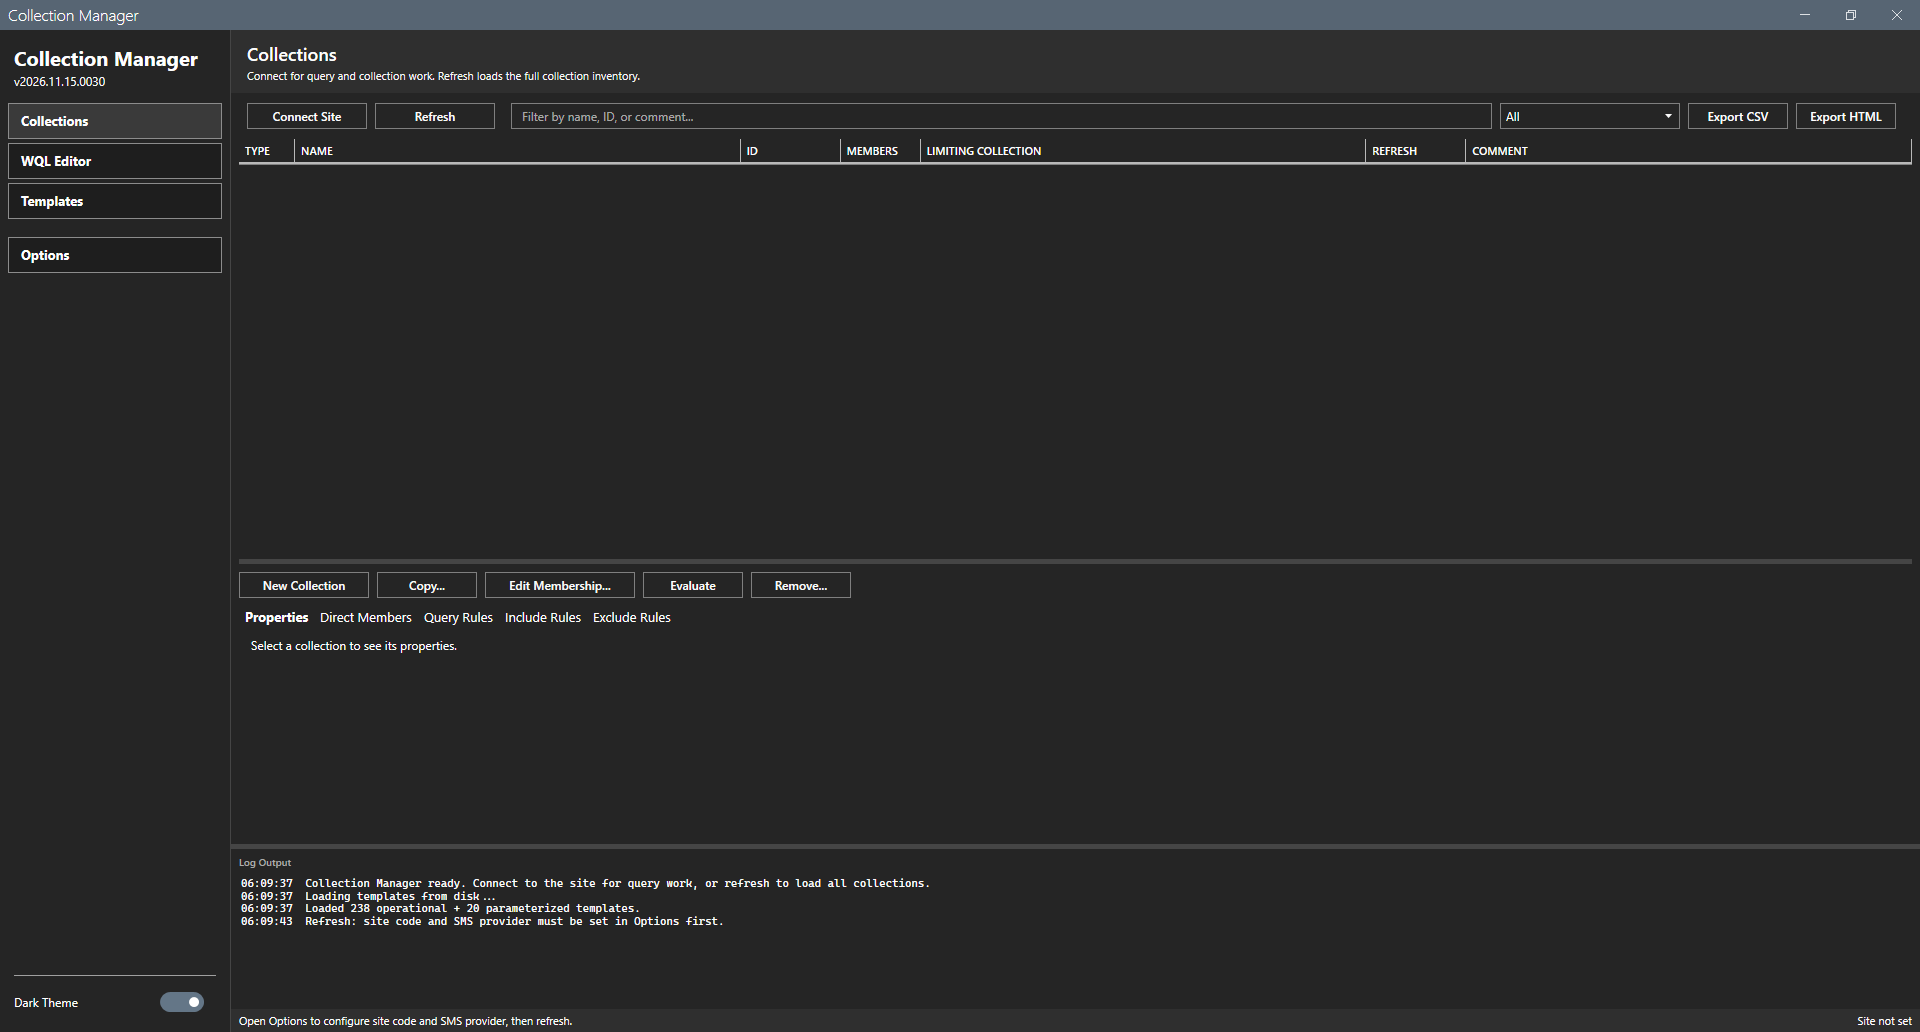 Collection Manager
Collection Manager
v2026.11.15.0030
Collections
WQL Editor
Templates
Options
Dark Theme
Collections
Connect for query and collection work. Refresh loads the full collection inventory.
Connect Site
Refresh
Filter by name, ID, or comment...
All
Export CSV
Export HTML
TYPE NAME ID MEMBERS LIMITING COLLECTION REFRESH COMMENT
New Collection
Copy...
Edit Membership...
Evaluate
Remove...
Properties Direct Members Query Rules Include Rules Exclude Rules
Select a collection to see its properties.
Log Output
06:09:37 Collection Manager ready. Connect to the site for query work, or refresh to load all collections.
06:09:37 Loading templates from disk...
06:09:37 Loaded 238 operational + 20 parameterized templates.
06:09:43 Refresh: site code and SMS provider must be set in Options first.
Open Options to configure site code and SMS provider, then refresh.
Site not set